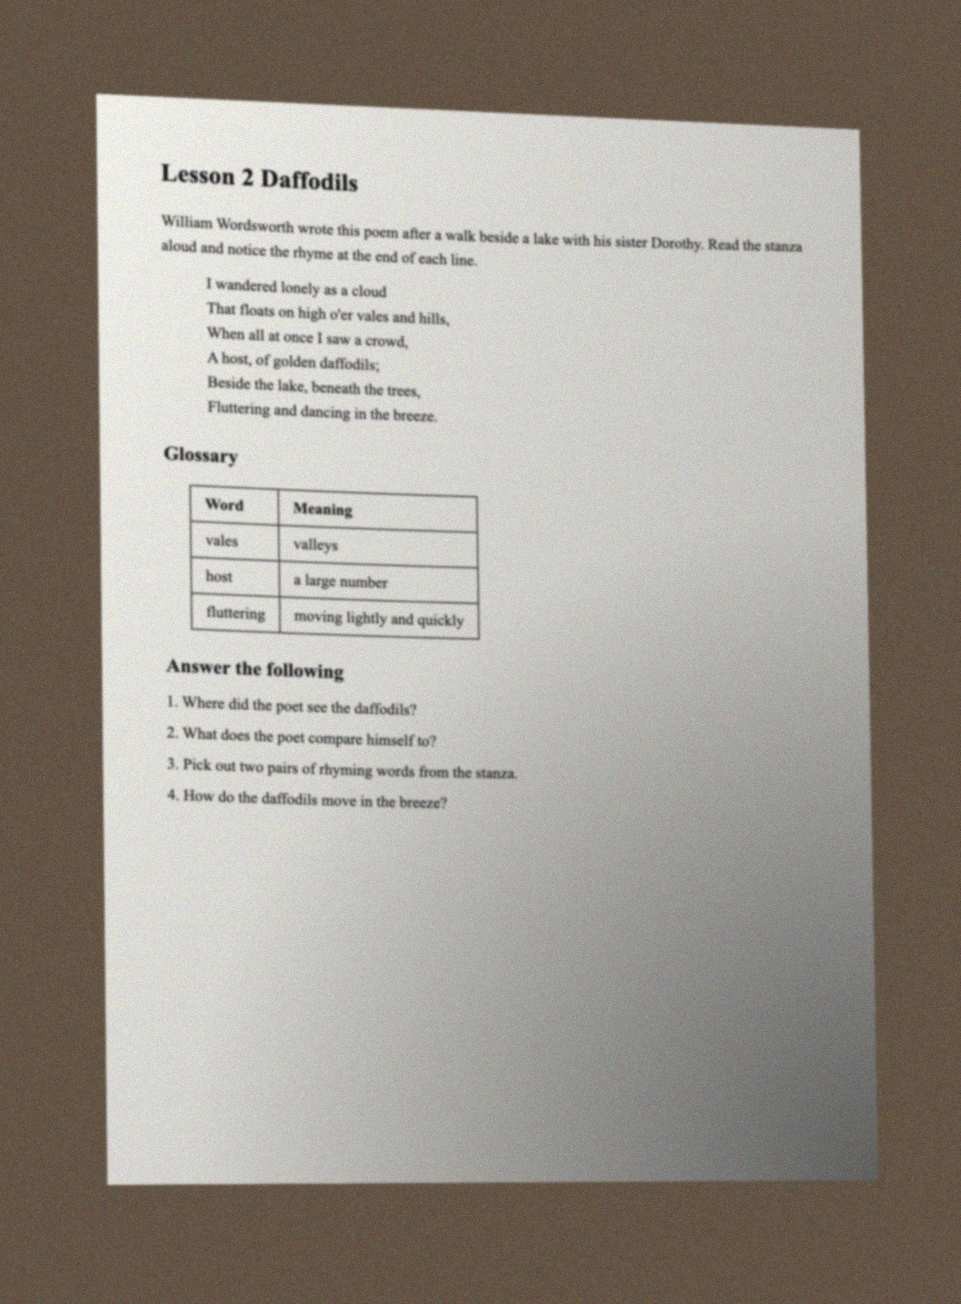 Lesson 2 Daffodils
William Wordsworth wrote this poem after a walk beside a lake with his sister Dorothy. Read the stanza
aloud and notice the rhyme at the end of each line.
I wandered lonely as a cloud
That floats on high o'er vales and hills,
When all at once I saw a crowd,
A host, of golden daffodils;
Beside the lake, beneath the trees,
Fluttering and dancing in the breeze.
Glossary
Word Meaning
vales valleys
host a large number
fluttering moving lightly and quickly
Answer the following
1. Where did the poet see the daffodils?
2. What does the poet compare himself to?
3. Pick out two pairs of rhyming words from the stanza.
4. How do the daffodils move in the breeze?